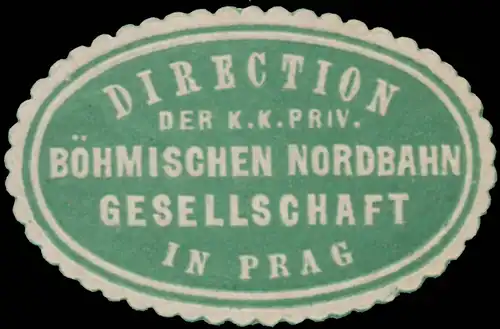 DIRECTION
DER K.K. PRIV.
BÖHMISCHEN NORDBAHN
GESELLSCHAFT
IN PRAG